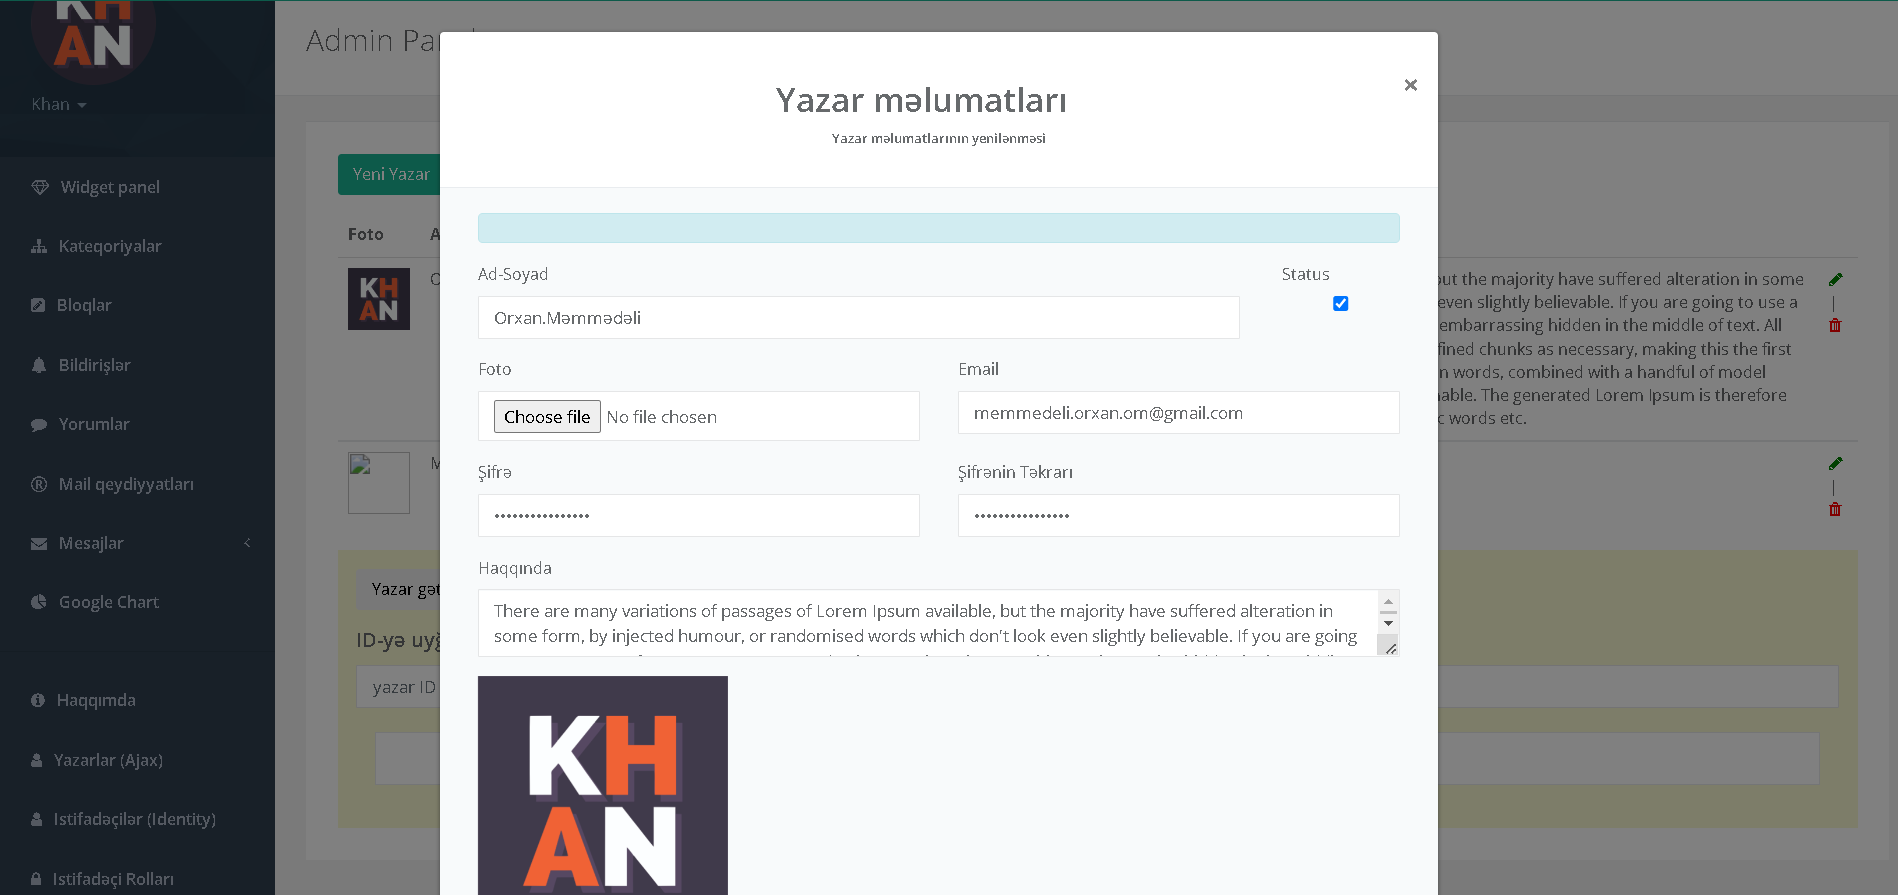 KH
AN
Khan
Widget panel
Kateqoriyalar
Bloqlar
Bildirişlər
Yorumlar
Mail qeydiyyatları
Mesajlar
Google Chart
Haqqımda
Yazarlar (Ajax)
Istifadəçilər (Identity)
Istifadəçi Rolları
Admin Pa
Yeni Yazar
Foto
A
KH
AN
O
M
Yazar gət
ID-yə uyğ
yazar ID
Yazar məlumatları
×
Yazar məlumatlarının yenilənməsi
Ad-Soyad
Status
Orxan.Məmmədəli
Foto
Email
Choose file No file chosen
memmedeli.orxan.om@gmail.com
Şifrə
Şifrənin Təkrarı
••••••••••••••••
••••••••••••••••
Haqqında
There are many variations of passages of Lorem Ipsum available, but the majority have suffered alteration in
some form, by injected humour, or randomised words which don't look even slightly believable. If you are going
KH
AN
but the majority have suffered alteration in some
even slightly believable. If you are going to use a
embarrassing hidden in the middle of text. All
fined chunks as necessary, making this the first
n words, combined with a handful of model
able. The generated Lorem Ipsum is therefore
c words etc.
|
|